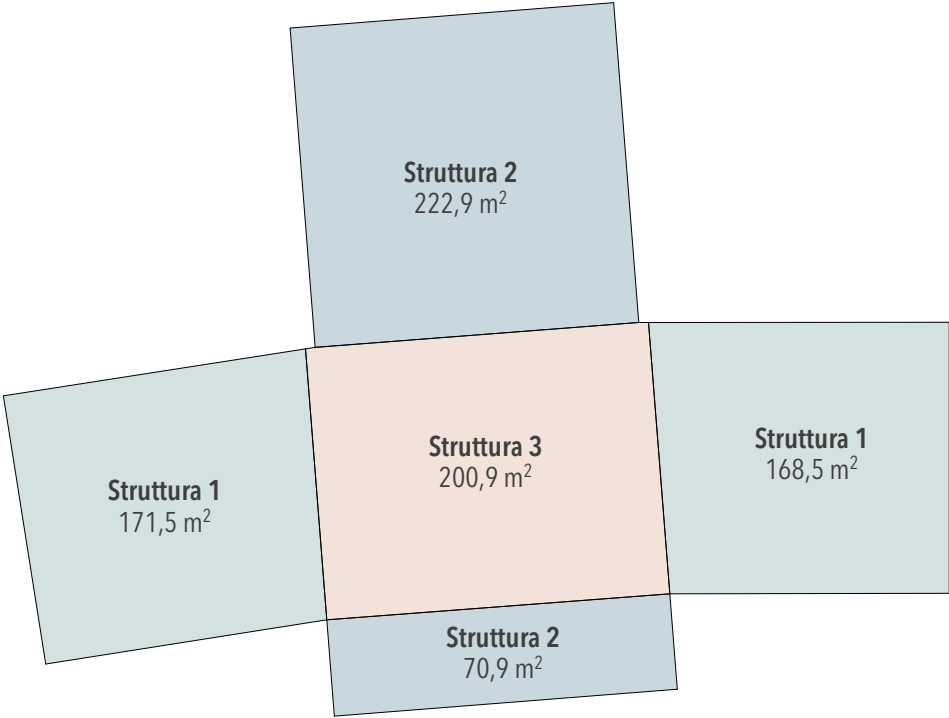 Struttura 2
222,9 m²
Struttura 3
200,9 m²
Struttura 1
168,5 m²
Struttura 1
171,5 m²
Struttura 2
70,9 m²